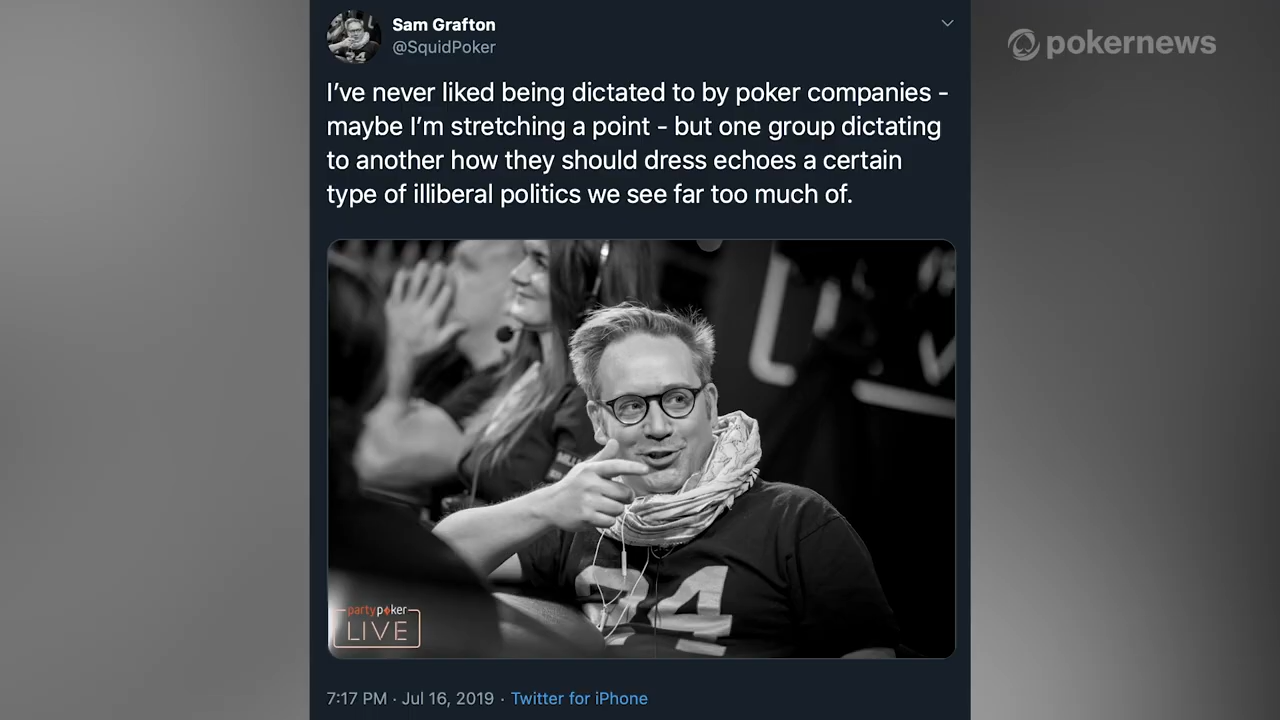 Sam Grafton
@SquidPoker
pokernews
I’ve never liked being dictated to by poker companies -
maybe I’m stretching a point - but one group dictating
to another how they should dress echoes a certain
type of illiberal politics we see far too much of.
24
partypoker
LIVE
7:17 PM · Jul 16, 2019 · Twitter for iPhone